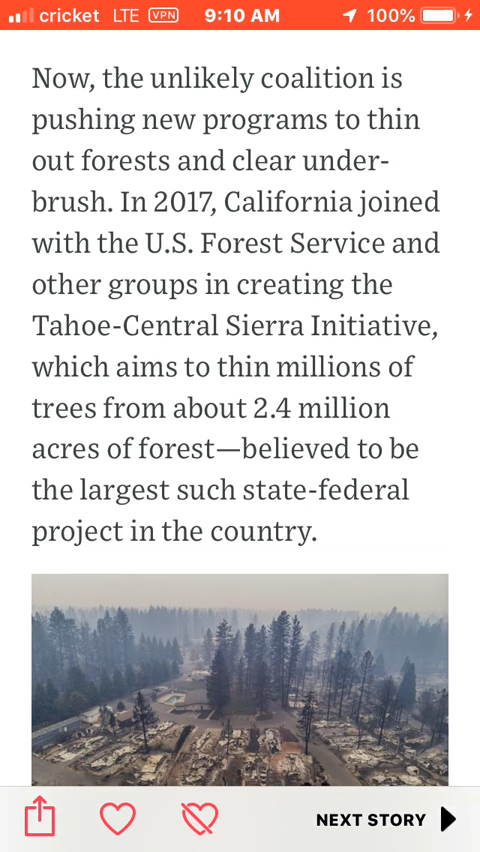 cricket LTE VPN 9:10 AM 100%
Now, the unlikely coalition is
pushing new programs to thin
out forests and clear under-
brush. In 2017, California joined
with the U.S. Forest Service and
other groups in creating the
Tahoe-Central Sierra Initiative,
which aims to thin millions of
trees from about 2.4 million
acres of forest—believed to be
the largest such state-federal
project in the country.
NEXT STORY